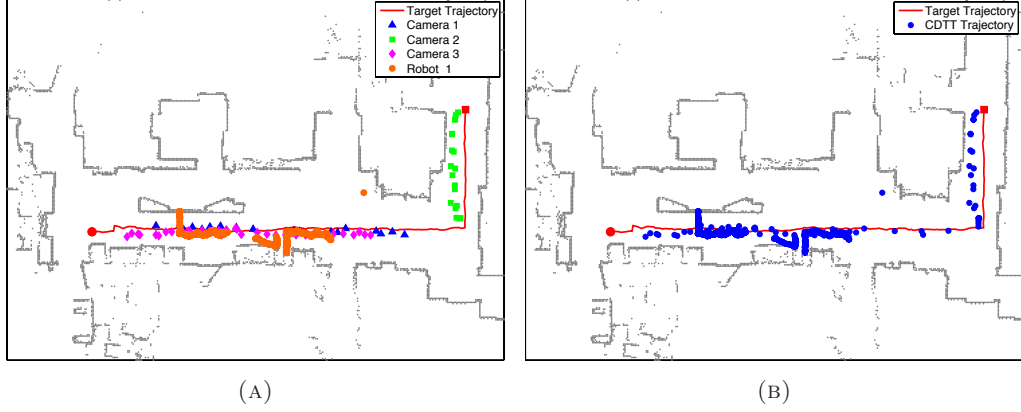 Target Trajectory
Camera 1
Camera 2
Camera 3
Robot 1
Target Trajectory
CDTT Trajectory
(A)
(B)